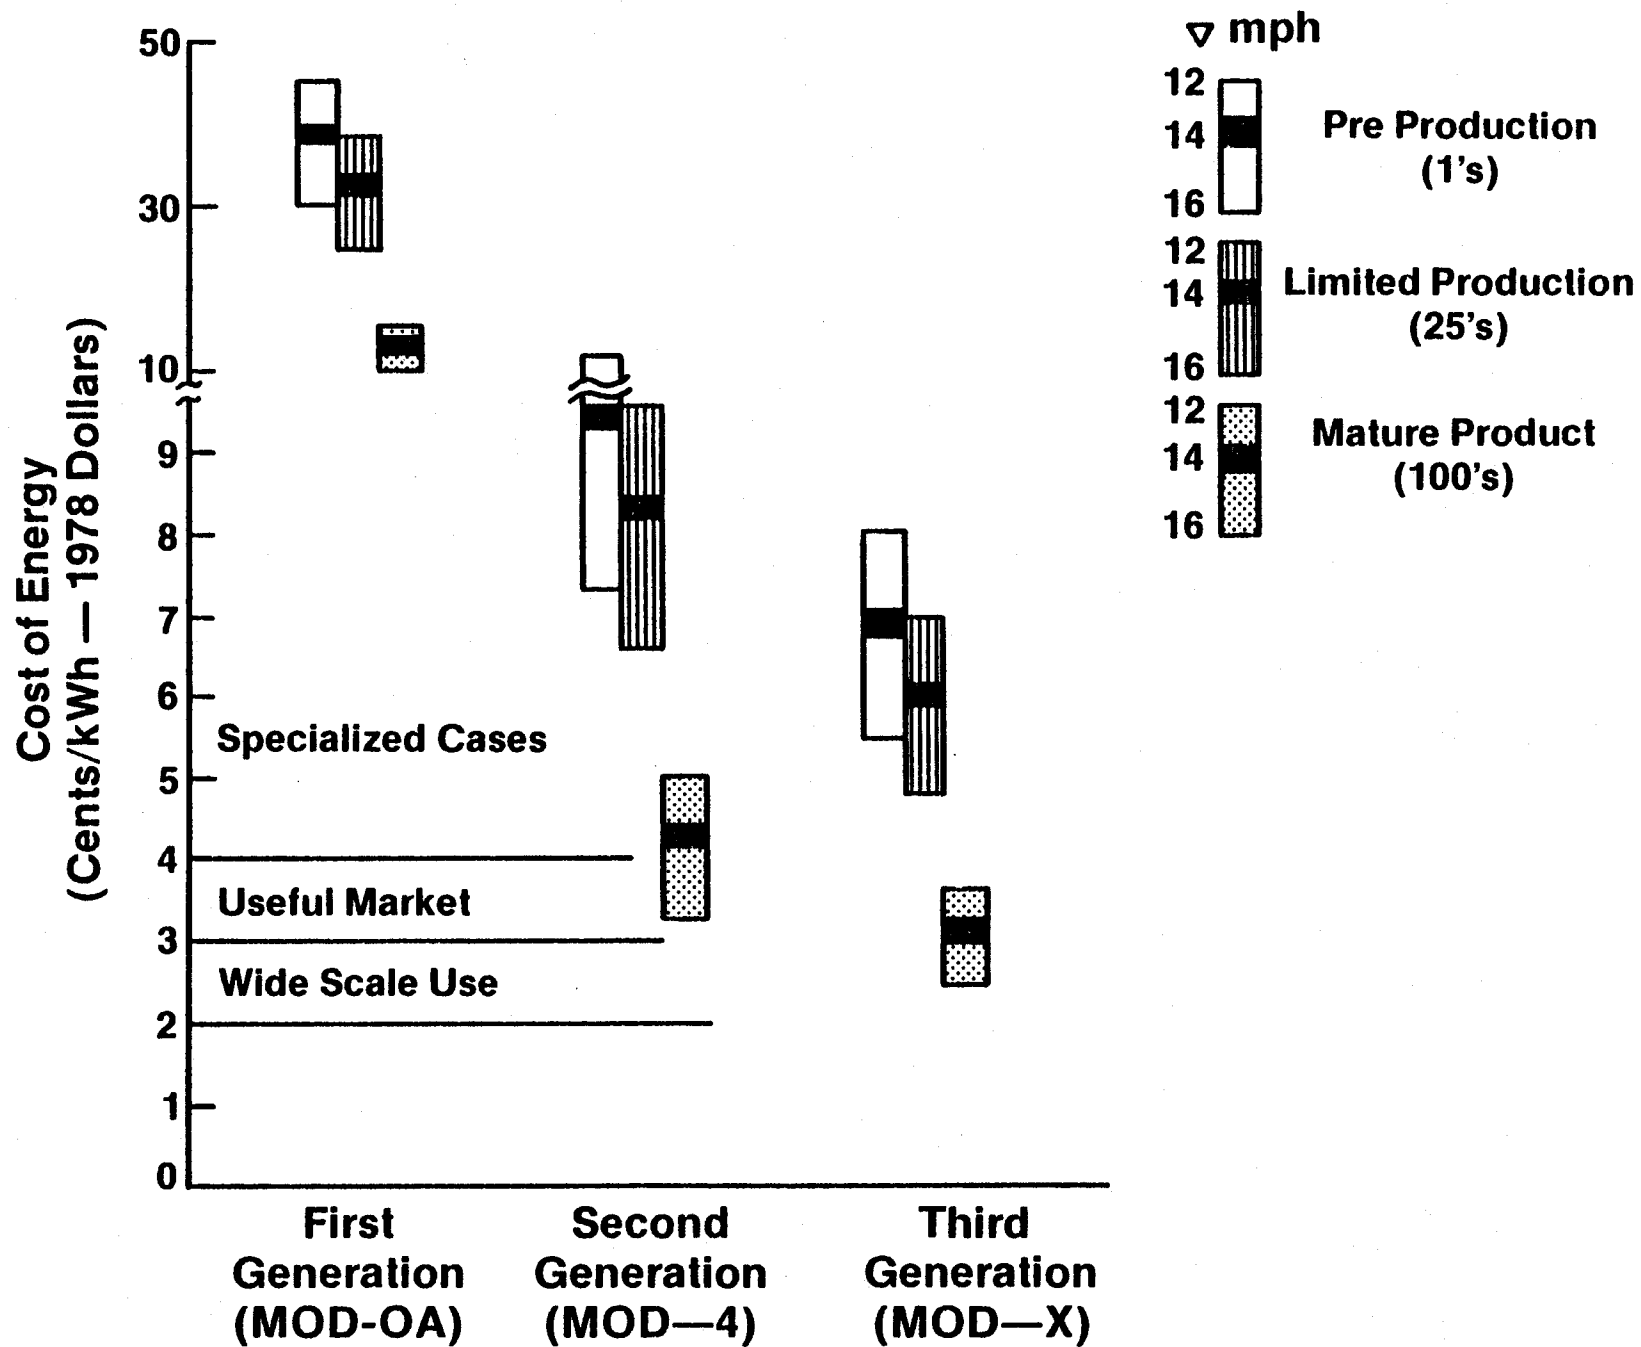 50
30
10
9
8
7
6
5
4
3
2
1
0
Cost of Energy
(Cents/kWh — 1978 Dollars)
Specialized Cases
Useful Market
Wide Scale Use
First
Generation
(MOD-OA)
Second
Generation
(MOD—4)
Third
Generation
(MOD—X)
▽ mph
12
14
16
Pre Production
(1's)
12
14
16
Limited Production
(25's)
12
14
16
Mature Product
(100's)